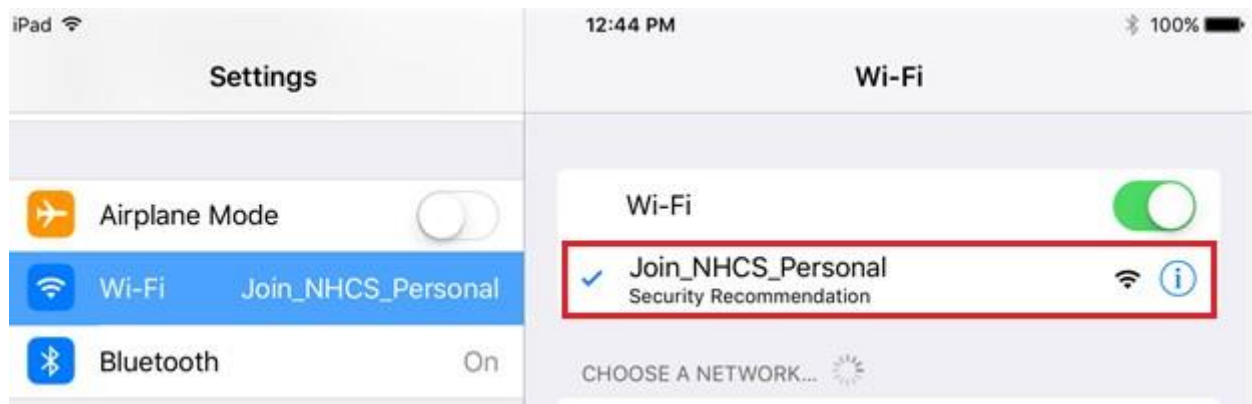 iPad 12:44 PM 100%
Settings
Wi-Fi
Airplane Mode
Wi-Fi Join_NHCS_Personal
Bluetooth On
Wi-Fi
Join_NHCS_Personal
Security Recommendation
CHOOSE A NETWORK...